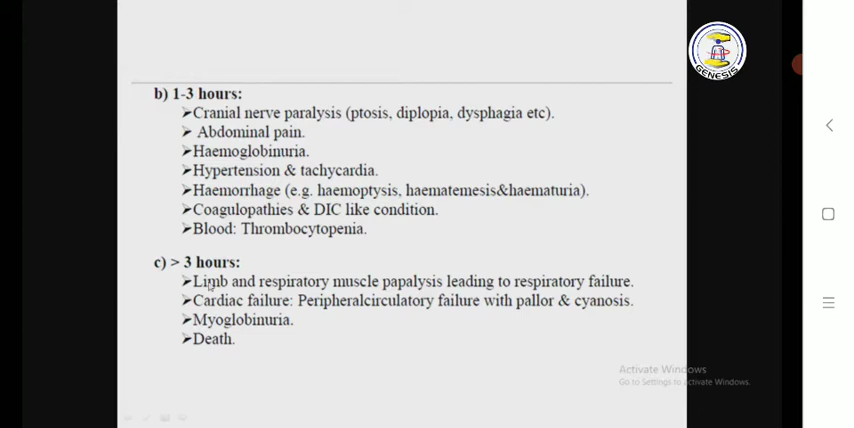 GENESIS
b) 1-3 hours:
➢Cranial nerve paralysis (ptosis, diplopia, dysphagia etc).
➢ Abdominal pain.
➢Haemoglobinuria.
➢Hypertension & tachycardia.
➢Haemorrhage (e.g. haemoptysis, haematemesis&haematuria).
➢Coagulopathies & DIC like condition.
➢Blood: Thrombocytopenia.
c) > 3 hours:
➢Limb and respiratory muscle papalysis leading to respiratory failure.
➢Cardiac failure: Peripheralcirculatory failure with pallor & cyanosis.
➢Myoglobinuria.
➢Death.
Activate Windows
Go to Settings to activate Windows.